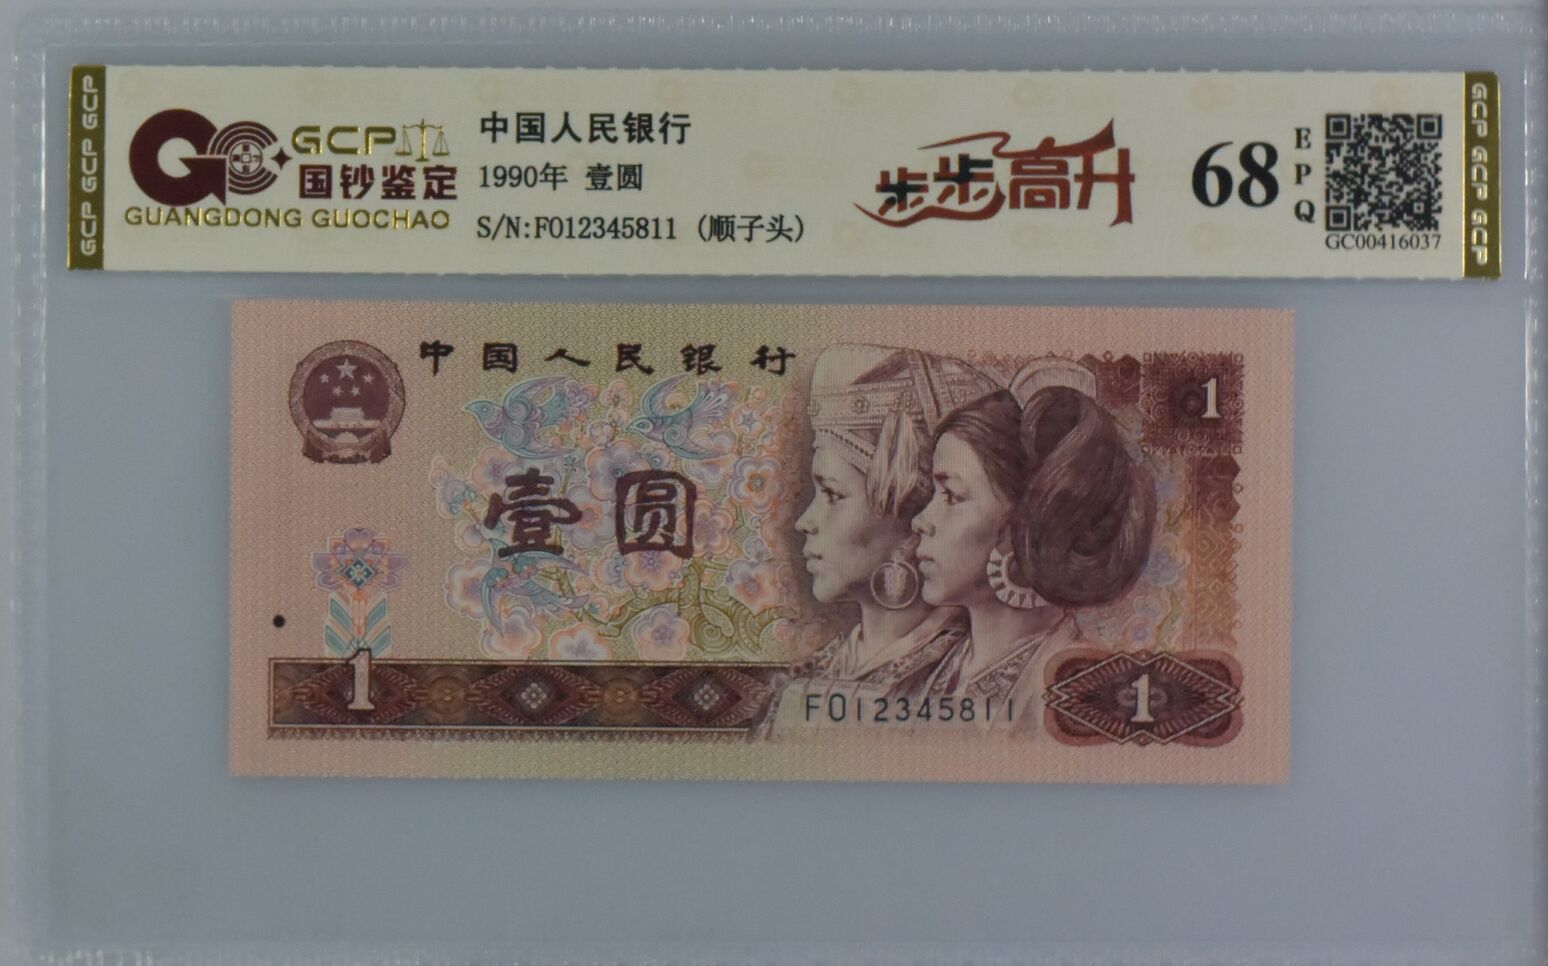 GCP GCP GCP
GCP
国钞鉴定
GUANGDONG GUOCHAO
中国人民银行
1990年 壹圆
S/N:F012345811 (顺子头)
步步高升
68
EPQ
GC00416037
GCP GCP GCP
中国人民银行
1
壹圆
1
F012345811
1